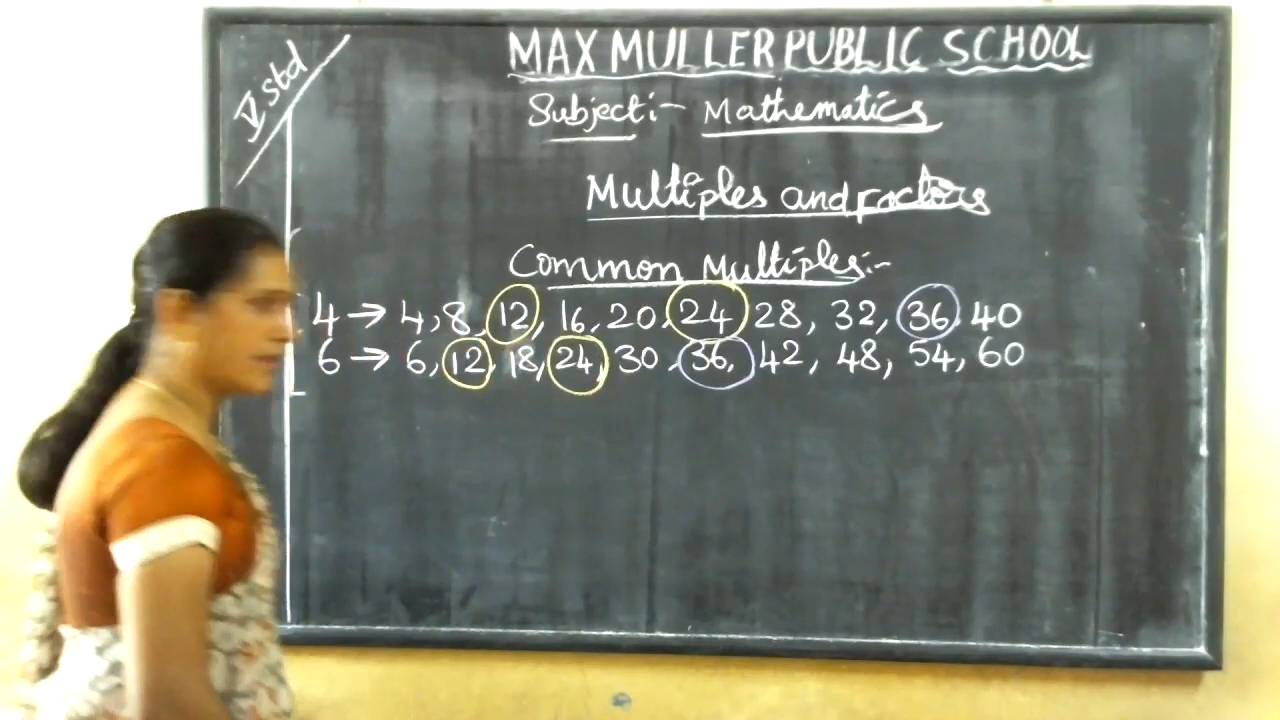 V std
MAX MULLER PUBLIC SCHOOL
Subject:- Mathematics
Multiples and factors
Common Multiples:-
4 → 4, 8, 12, 16, 20, 24 28, 32, 36, 40
6 → 6, 12, 18, 24, 30, 36, 42, 48, 54, 60